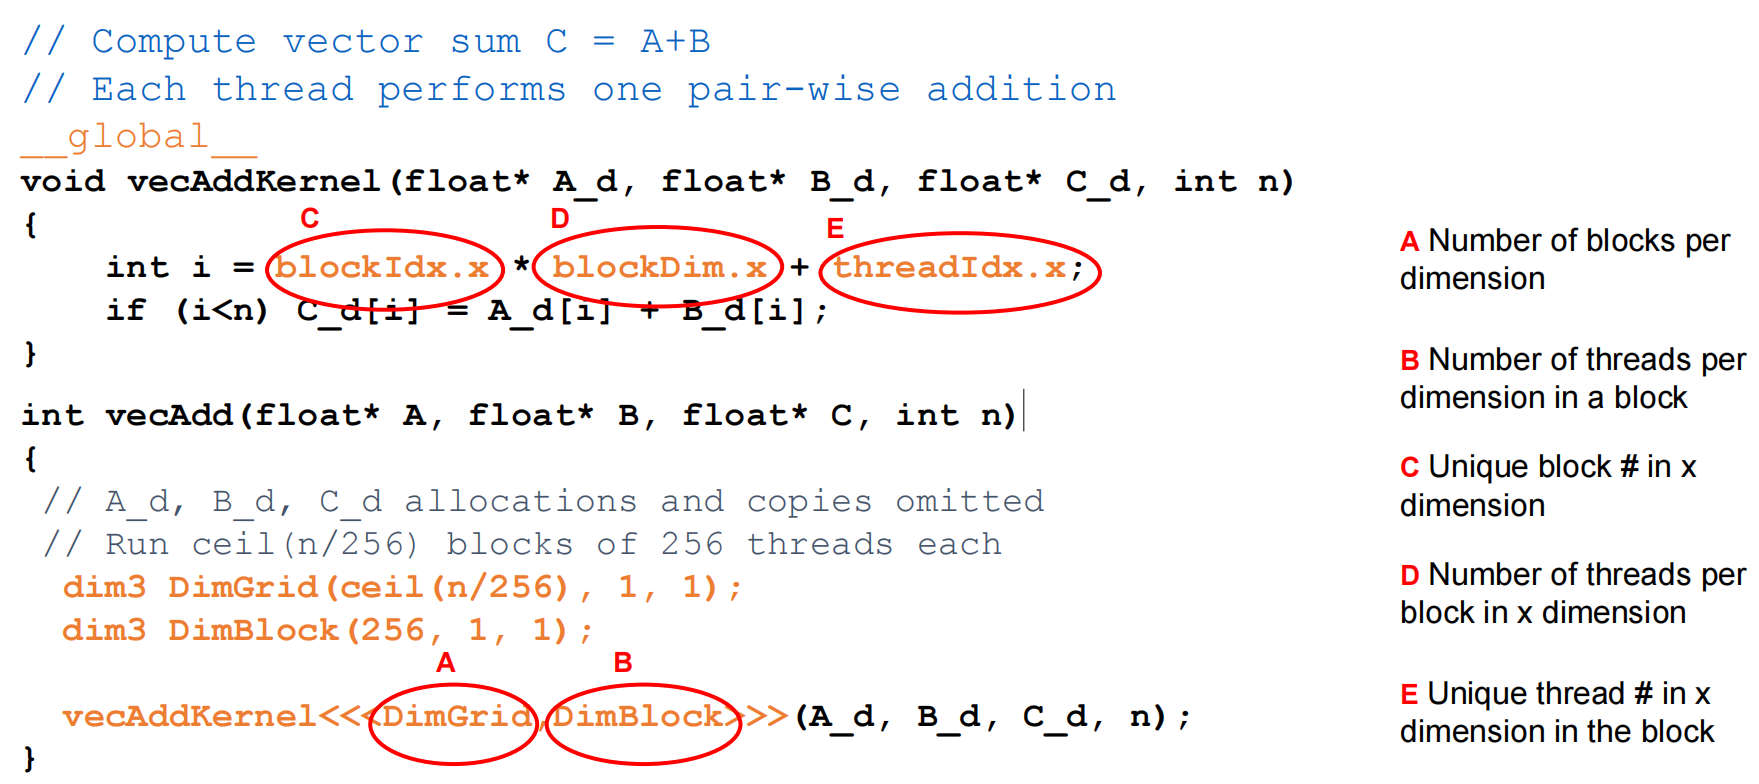 // Compute vector sum C = A+B
// Each thread performs one pair-wise addition
__global__
void vecAddKernel(float* A_d, float* B_d, float* C_d, int n)
{
C
D
E
int i = blockIdx.x * blockDim.x + threadIdx.x;
if (i<n) C_d[i] = A_d[i] + B_d[i];
}
int vecAdd(float* A, float* B, float* C, int n)
{
// A_d, B_d, C_d allocations and copies omitted
// Run ceil(n/256) blocks of 256 threads each
dim3 DimGrid(ceil(n/256), 1, 1);
dim3 DimBlock(256, 1, 1);
A
B
vecAddKernel<<<DimGrid,DimBlock>>>(A_d, B_d, C_d, n);
}
A Number of blocks per
dimension
B Number of threads per
dimension in a block
C Unique block # in x
dimension
D Number of threads per
block in x dimension
E Unique thread # in x
dimension in the block